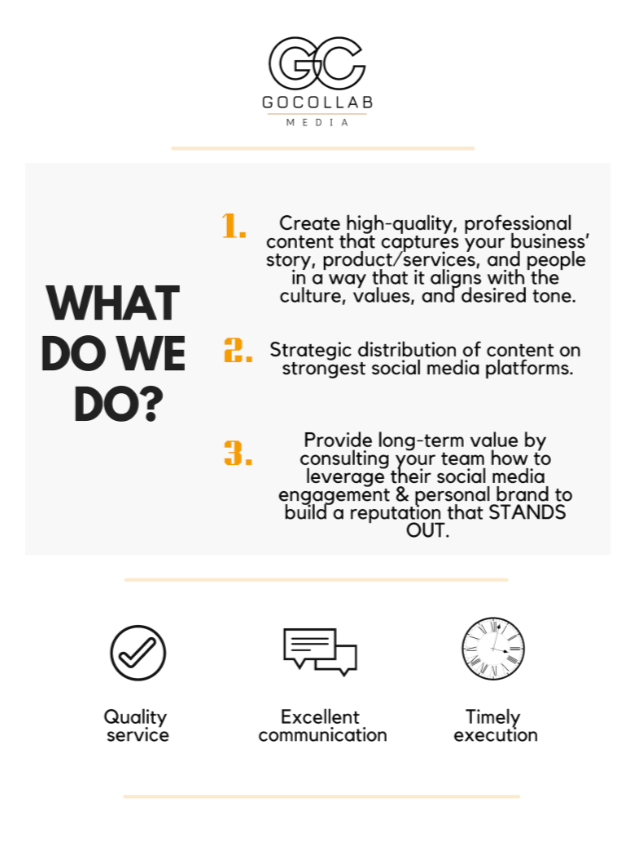 GC
GOCOLLAB
MEDIA
WHAT
DO WE
DO?
1.
Create high-quality, professional
content that captures your business'
story, product/services, and people
in a way that it aligns with the
culture, values, and desired tone.
2.
Strategic distribution of content on
strongest social media platforms.
3.
Provide long-term value by
consulting your team how to
leverage their social media
engagement & personal brand to
build a reputation that STANDS
OUT.
Quality
service
Excellent
communication
Timely
execution